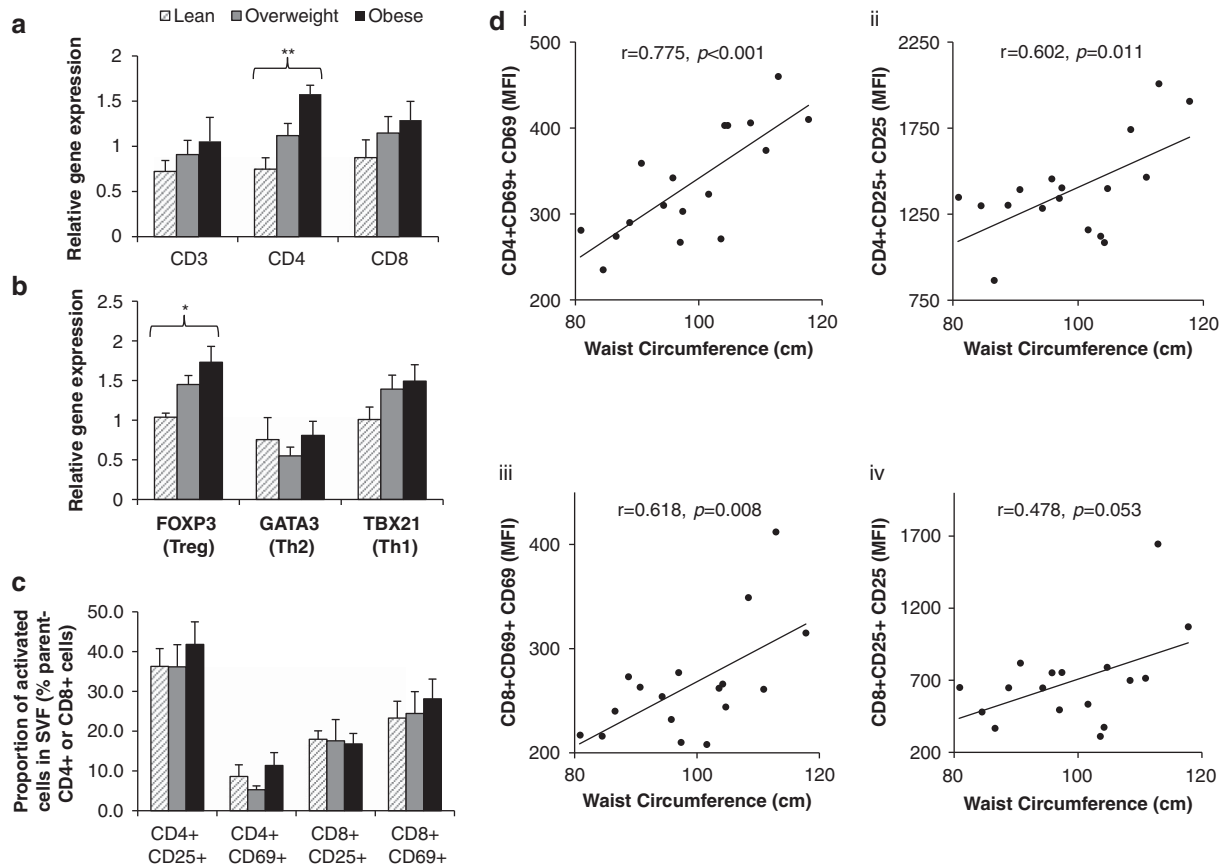 Lean Overweight Obese
a
Relative gene expression
2
1.5
1
0.5
0
**
CD3 CD4 CD8
b
Relative gene expression
2.5
2
1.5
1
0.5
0
*
FOXP3 GATA3 TBX21
(Treg) (Th2) (Th1)
c
Proportion of activated
cells in SVF (% parent-
CD4+ or CD8+ cells)
50.0
40.0
30.0
20.0
10.0
0.0
CD4+ CD4+ CD8+ CD8+
CD25+ CD69+ CD25+ CD69+
d
i
r=0.775, p<0.001
CD4+CD69+ CD69 (MFI)
500
400
300
200
80 100 120
Waist Circumference (cm)
ii
r=0.602, p=0.011
CD4+CD25+ CD25 (MFI)
2250
1750
1250
750
80 100 120
Waist Circumference (cm)
iii
r=0.618, p=0.008
CD8+CD69+ CD69 (MFI)
400
300
200
80 100 120
Waist Circumference (cm)
iv
r=0.478, p=0.053
CD8+CD25+ CD25 (MFI)
1700
1200
700
200
80 100 120
Waist Circumference (cm)